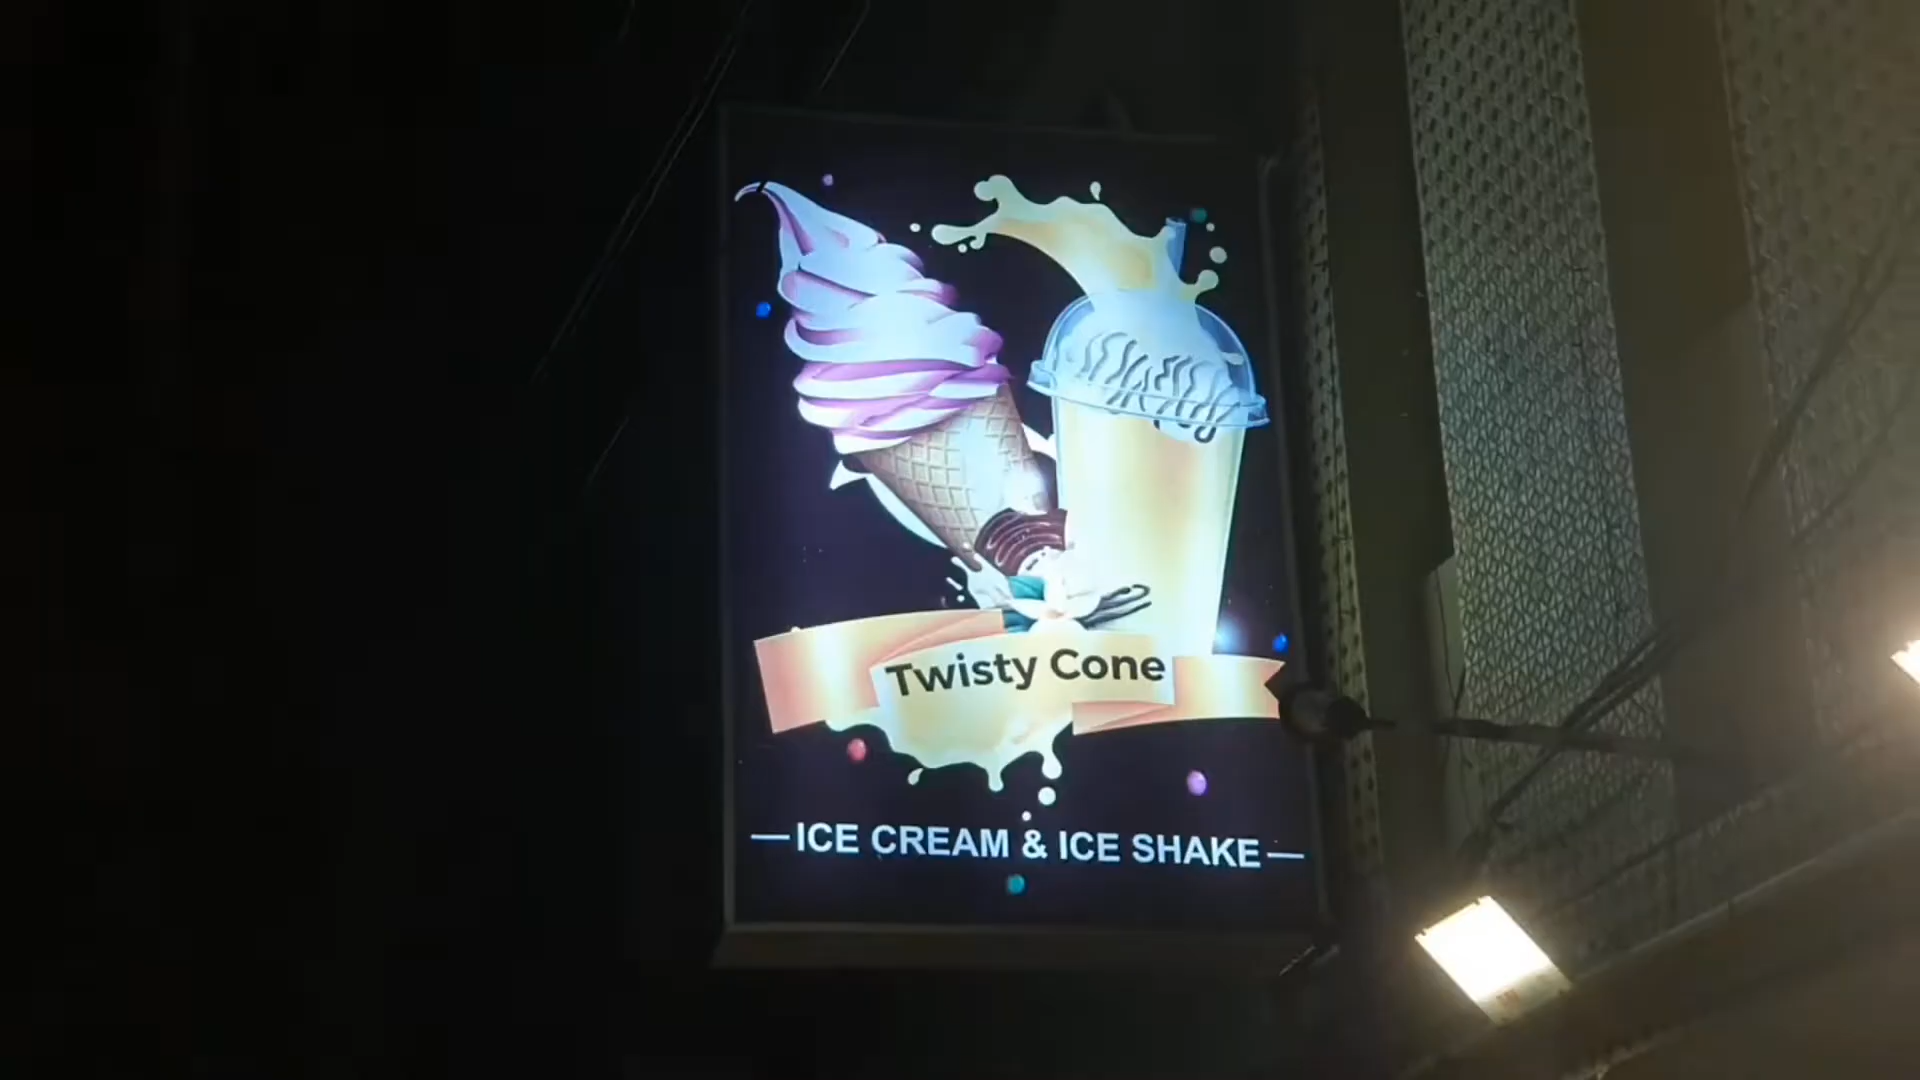 Twisty Cone
— ICE CREAM & ICE SHAKE —